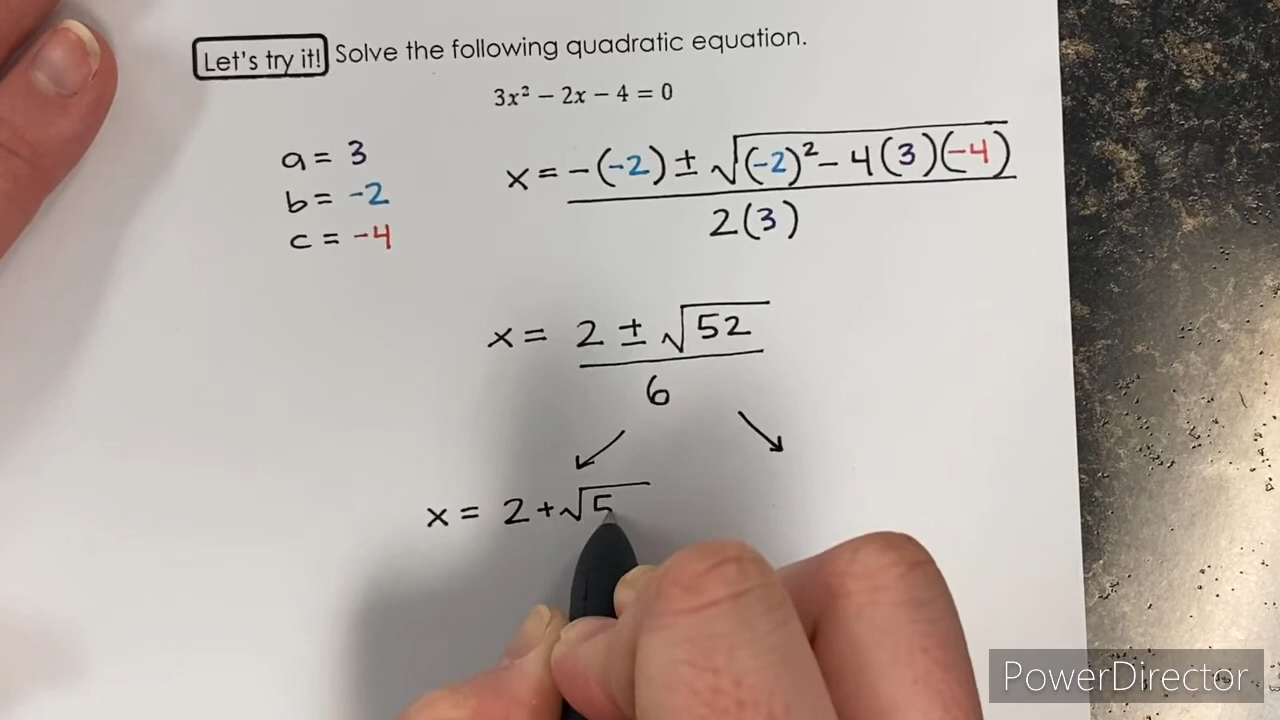 Let's try it! Solve the following quadratic equation.
3x² − 2x − 4 = 0
a = 3
b = -2
c = -4
x = -(-2) ± √((-2)² - 4(3)(-4)) / 2(3)
x = 2 ± √52 / 6
x = 2 + √5
PowerDirector